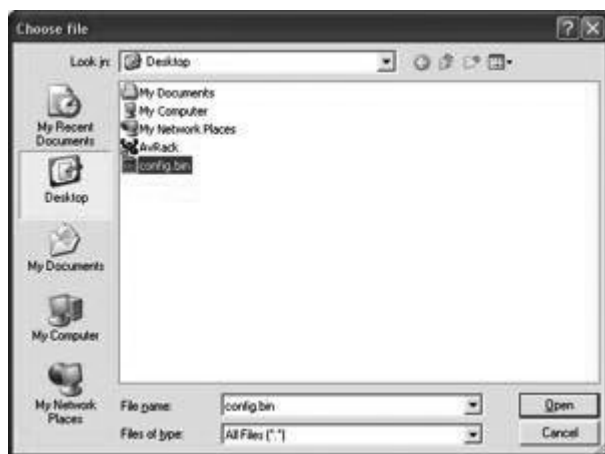 Choose file
Look in:
Desktop
My Documents
My Computer
My Network Places
AvRack
config.bin
My Recent
Documents
Desktop
My Documents
My Computer
My Network
Places
File name:
config.bin
Open
Files of type:
All Files (*.*)
Cancel